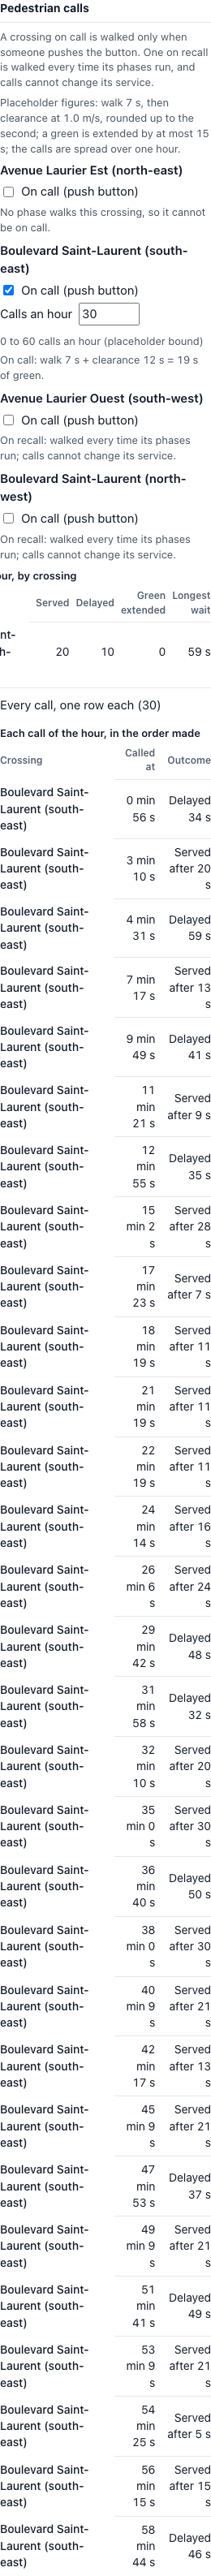 Pedestrian calls
A crossing on call is walked only when
someone pushes the button. One on recall
is walked every time its phases run, and
calls cannot change its service.
Placeholder figures: walk 7 s, then
clearance at 1.0 m/s, rounded up to the
second; a green is extended by at most 15
s; the calls are spread over one hour.
Avenue Laurier Est (north-east)
On call (push button)
No phase walks this crossing, so it cannot
be on call.
Boulevard Saint-Laurent (south-
east)
On call (push button)
Calls an hour 30
0 to 60 calls an hour (placeholder bound)
On call: walk 7 s + clearance 12 s = 19 s
of green.
Avenue Laurier Ouest (south-west)
On call (push button)
On recall: walked every time its phases
run; calls cannot change its service.
Boulevard Saint-Laurent (north-
west)
On call (push button)
On recall: walked every time its phases
run; calls cannot change its service.
our, by crossing
Served Delayed Green extended Longest wait
nt-
h-
20 10 0 59 s
Every call, one row each (30)
Each call of the hour, in the order made
Crossing Called at Outcome
Boulevard Saint-Laurent (south-east) 0 min 56 s Delayed 34 s
Boulevard Saint-Laurent (south-east) 3 min 10 s Served after 20 s
Boulevard Saint-Laurent (south-east) 4 min 31 s Delayed 59 s
Boulevard Saint-Laurent (south-east) 7 min 17 s Served after 13 s
Boulevard Saint-Laurent (south-east) 9 min 49 s Delayed 41 s
Boulevard Saint-Laurent (south-east) 11 min 21 s Served after 9 s
Boulevard Saint-Laurent (south-east) 12 min 55 s Delayed 35 s
Boulevard Saint-Laurent (south-east) 15 min 2 s Served after 28 s
Boulevard Saint-Laurent (south-east) 17 min 23 s Served after 7 s
Boulevard Saint-Laurent (south-east) 18 min 19 s Served after 11 s
Boulevard Saint-Laurent (south-east) 21 min 19 s Served after 11 s
Boulevard Saint-Laurent (south-east) 22 min 19 s Served after 11 s
Boulevard Saint-Laurent (south-east) 24 min 14 s Served after 16 s
Boulevard Saint-Laurent (south-east) 26 min 6 s Served after 24 s
Boulevard Saint-Laurent (south-east) 29 min 42 s Delayed 48 s
Boulevard Saint-Laurent (south-east) 31 min 58 s Delayed 32 s
Boulevard Saint-Laurent (south-east) 32 min 10 s Served after 20 s
Boulevard Saint-Laurent (south-east) 35 min 0 s Served after 30 s
Boulevard Saint-Laurent (south-east) 36 min 40 s Delayed 50 s
Boulevard Saint-Laurent (south-east) 38 min 0 s Served after 30 s
Boulevard Saint-Laurent (south-east) 40 min 9 s Served after 21 s
Boulevard Saint-Laurent (south-east) 42 min 17 s Served after 13 s
Boulevard Saint-Laurent (south-east) 45 min 9 s Served after 21 s
Boulevard Saint-Laurent (south-east) 47 min 53 s Delayed 37 s
Boulevard Saint-Laurent (south-east) 49 min 9 s Served after 21 s
Boulevard Saint-Laurent (south-east) 51 min 41 s Delayed 49 s
Boulevard Saint-Laurent (south-east) 53 min 9 s Served after 21 s
Boulevard Saint-Laurent (south-east) 54 min 25 s Served after 5 s
Boulevard Saint-Laurent (south-east) 56 min 15 s Served after 15 s
Boulevard Saint-Laurent (south-east) 58 min 44 s Delayed 46 s